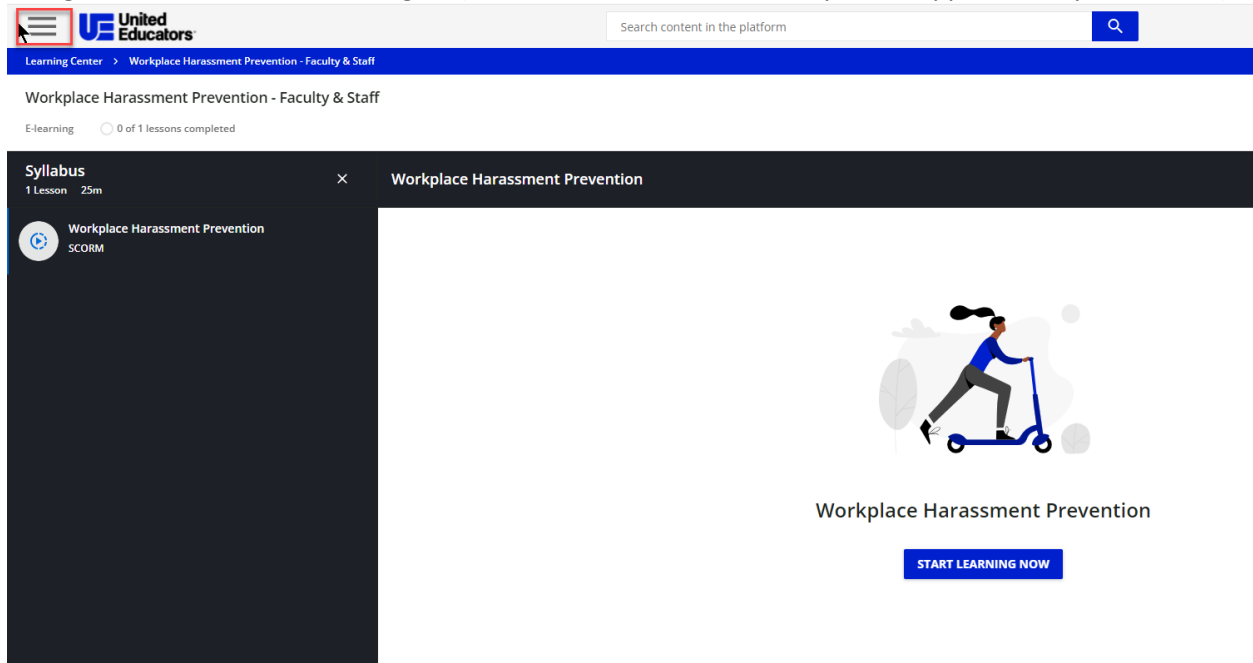 United
Educators
Search content in the platform
Learning Center > Workplace Harassment Prevention - Faculty & Staff
Workplace Harassment Prevention - Faculty & Staff
E-learning 0 of 1 lessons completed
Syllabus
1 Lesson 25m
Workplace Harassment Prevention
Workplace Harassment Prevention
SCORM
Workplace Harassment Prevention
START LEARNING NOW